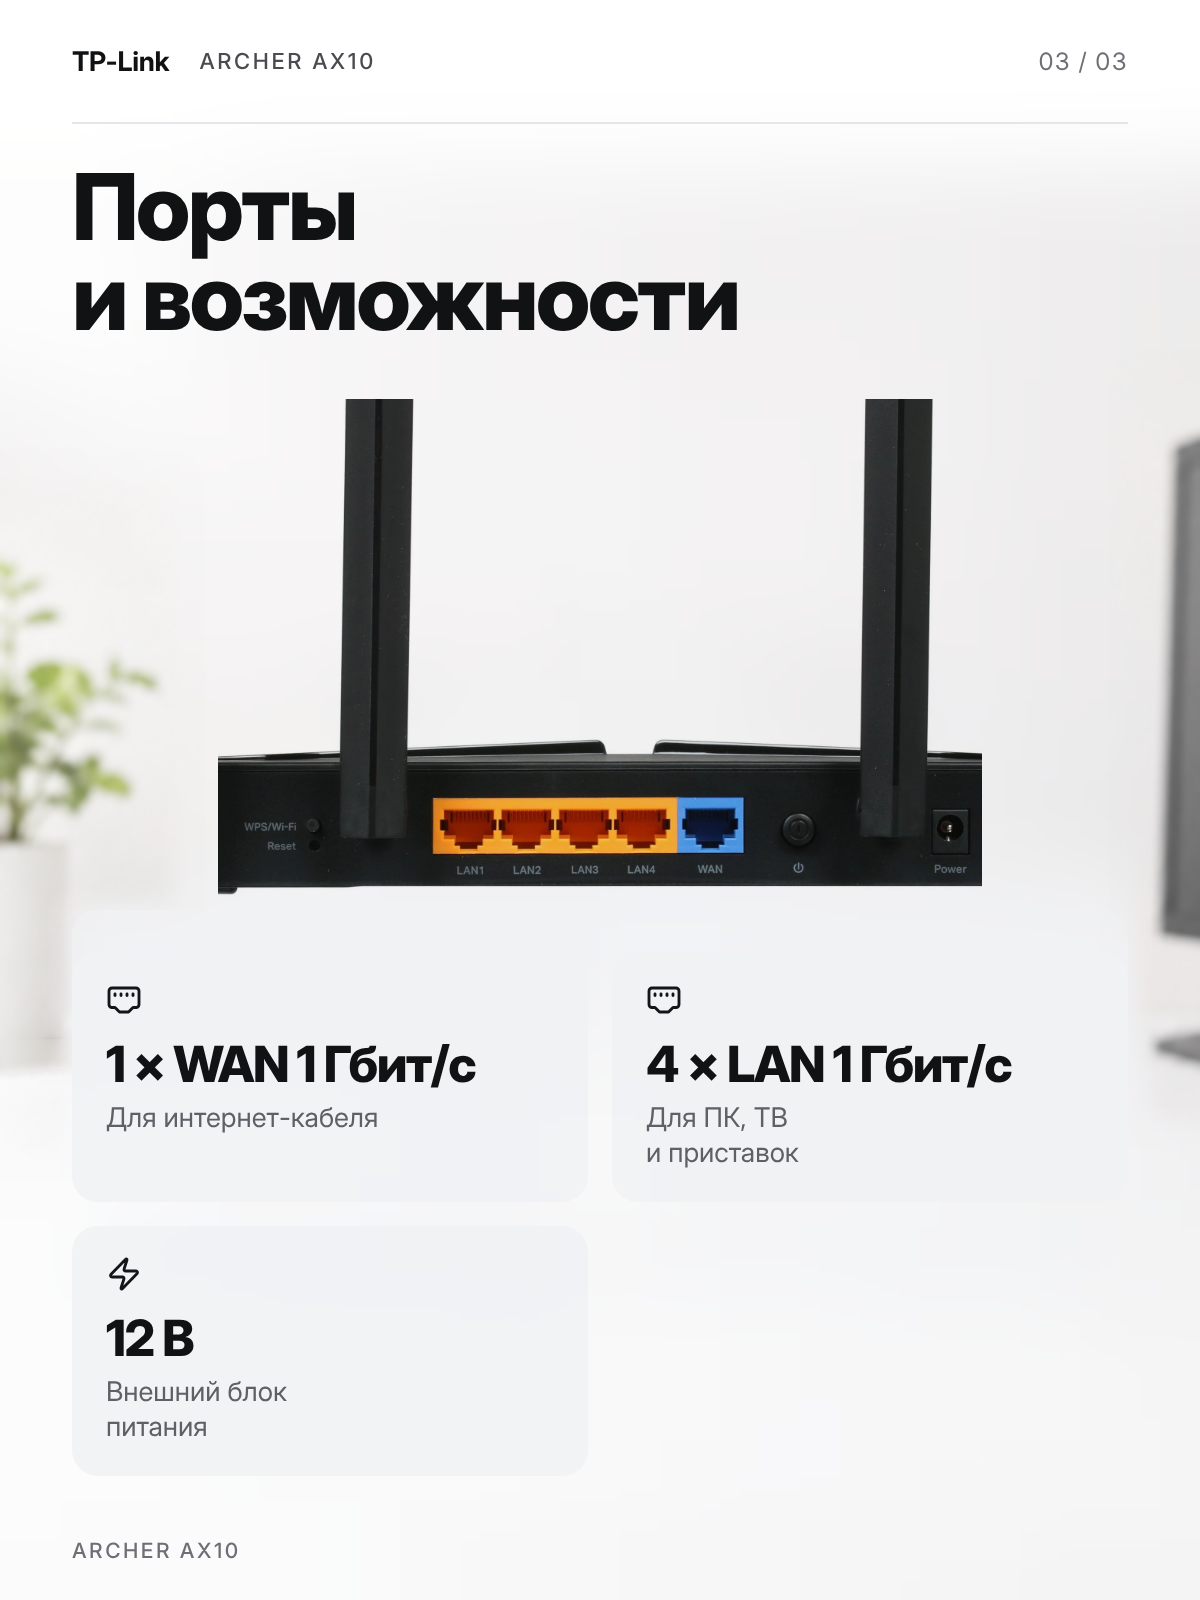 TP-Link ARCHER AX10 03 / 03
Порты
и возможности
WPS/Wi-Fi
Reset
LAN1 LAN2 LAN3 LAN4 WAN Power
1 × WAN 1 Гбит/с
Для интернет-кабеля
4 × LAN 1 Гбит/с
Для ПК, ТВ
и приставок
12 В
Внешний блок
питания
ARCHER AX10